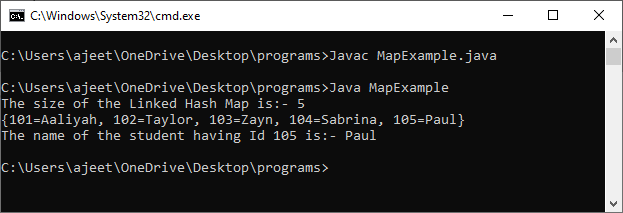 C:\Windows\System32\cmd.exe
C:\Users\ajeet\OneDrive\Desktop\programs>Javac MapExample.java
C:\Users\ajeet\OneDrive\Desktop\programs>Java MapExample
The size of the Linked Hash Map is:- 5
{101=Aaliyah, 102=Taylor, 103=Zayn, 104=Sabrina, 105=Paul}
The name of the student having Id 105 is:- Paul
C:\Users\ajeet\OneDrive\Desktop\programs>